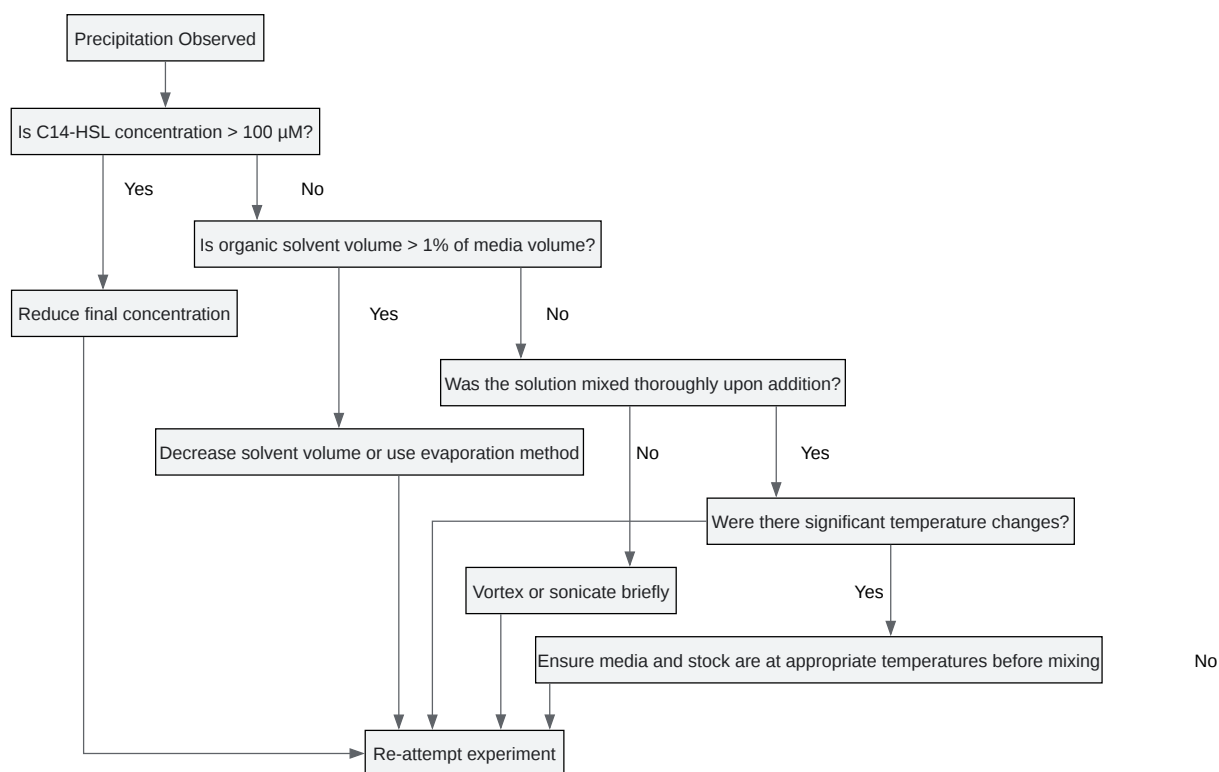 Precipitation Observed
Is C14-HSL concentration > 100 µM?
Yes
No
Is organic solvent volume > 1% of media volume?
Reduce final concentration
Yes
No
Was the solution mixed thoroughly upon addition?
Decrease solvent volume or use evaporation method
No
Yes
Were there significant temperature changes?
Vortex or sonicate briefly
Yes
Ensure media and stock are at appropriate temperatures before mixing
No
Re-attempt experiment